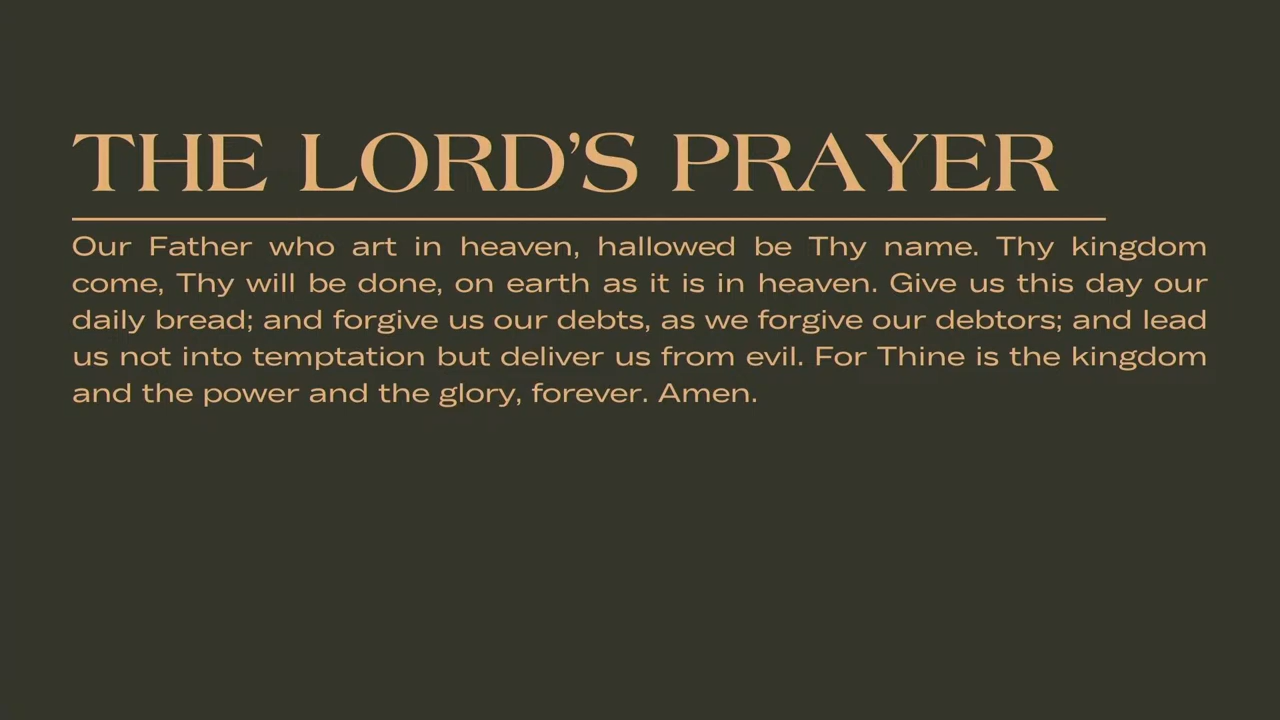 THE LORD’S PRAYER
Our Father who art in heaven, hallowed be Thy name. Thy kingdom
come, Thy will be done, on earth as it is in heaven. Give us this day our
daily bread; and forgive us our debts, as we forgive our debtors; and lead
us not into temptation but deliver us from evil. For Thine is the kingdom
and the power and the glory, forever. Amen.